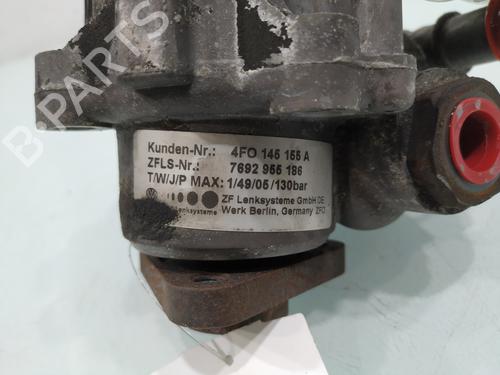 B PARTS
Kunden-Nr.: 4F0 145 155 A
ZFLS-Nr.: 7692 955 186
T/W/J/P MAX: 1/49/05/130bar
ZF Lenksysteme GmbH DE
Lenksysteme Werk Berlin, Germany ZFO